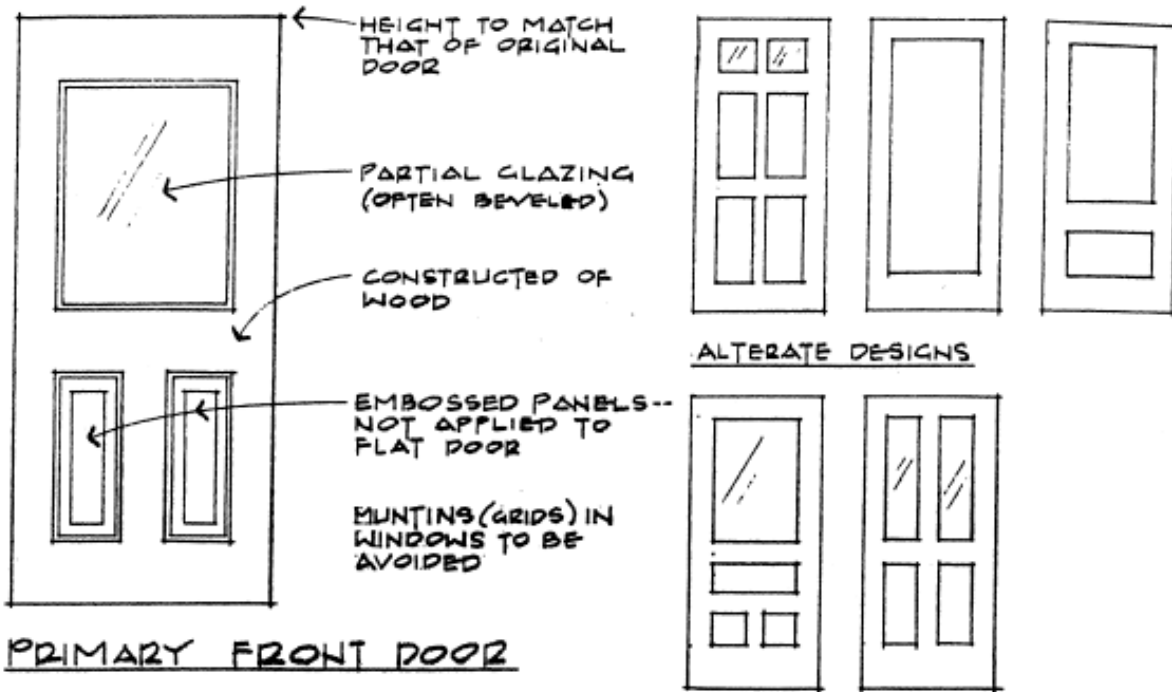 HEIGHT TO MATCH
THAT OF ORIGINAL
DOOR
PARTIAL GLAZING
(OFTEN BEVELED)
CONSTRUCTED OF
WOOD
EMBOSSED PANELS--
NOT APPLIED TO
FLAT DOOR
MUNTINS (GRIDS) IN
WINDOWS TO BE
AVOIDED
PRIMARY FRONT DOOR
ALTERATE DESIGNS